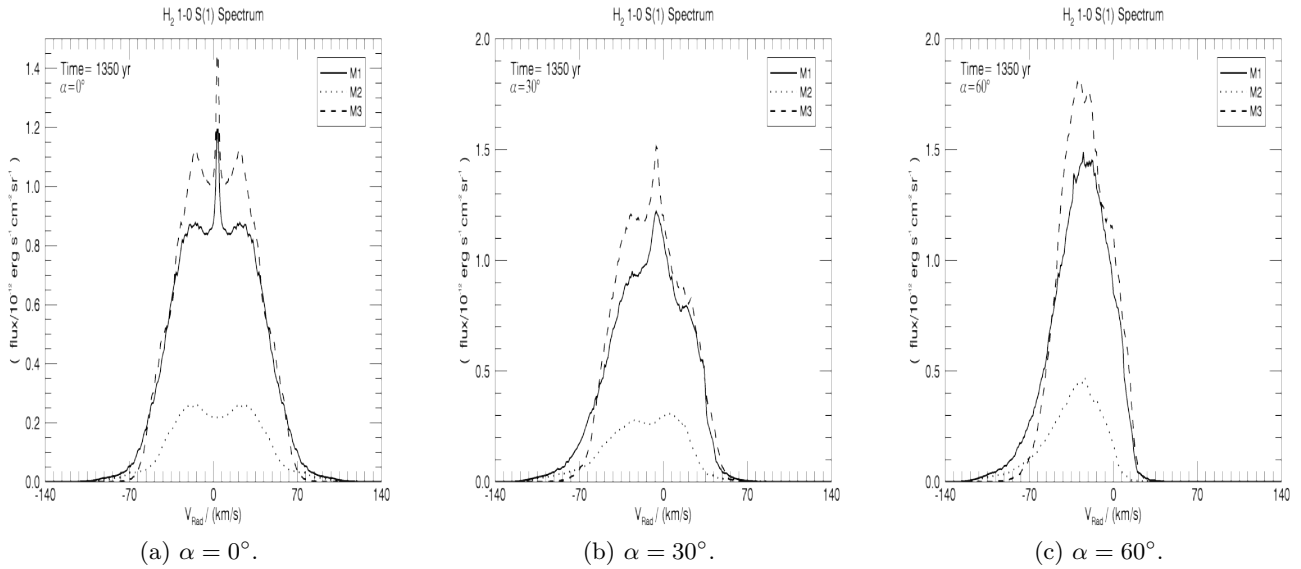 H₂ 1-0 S(1) Spectrum
Time= 1350 yr
α=0°
M1
M2
M3
( flux/10⁻¹² erg s⁻¹ cm⁻² sr⁻¹ )
1.4
1.2
1.0
0.8
0.6
0.4
0.2
0.0
-140 -70 0 70 140
V_Rad / (km/s)
(a) α = 0°.
H₂ 1-0 S(1) Spectrum
Time= 1350 yr
α=30°
M1
M2
M3
( flux/10⁻¹² erg s⁻¹ cm⁻² sr⁻¹ )
2.0
1.5
1.0
0.5
0.0
-140 -70 0 70 140
V_Rad / (km/s)
(b) α = 30°.
H₂ 1-0 S(1) Spectrum
Time= 1350 yr
α=60°
M1
M2
M3
( flux/10⁻¹² erg s⁻¹ cm⁻² sr⁻¹ )
2.0
1.5
1.0
0.5
0.0
-140 -70 0 70 140
V_Rad / (km/s)
(c) α = 60°.